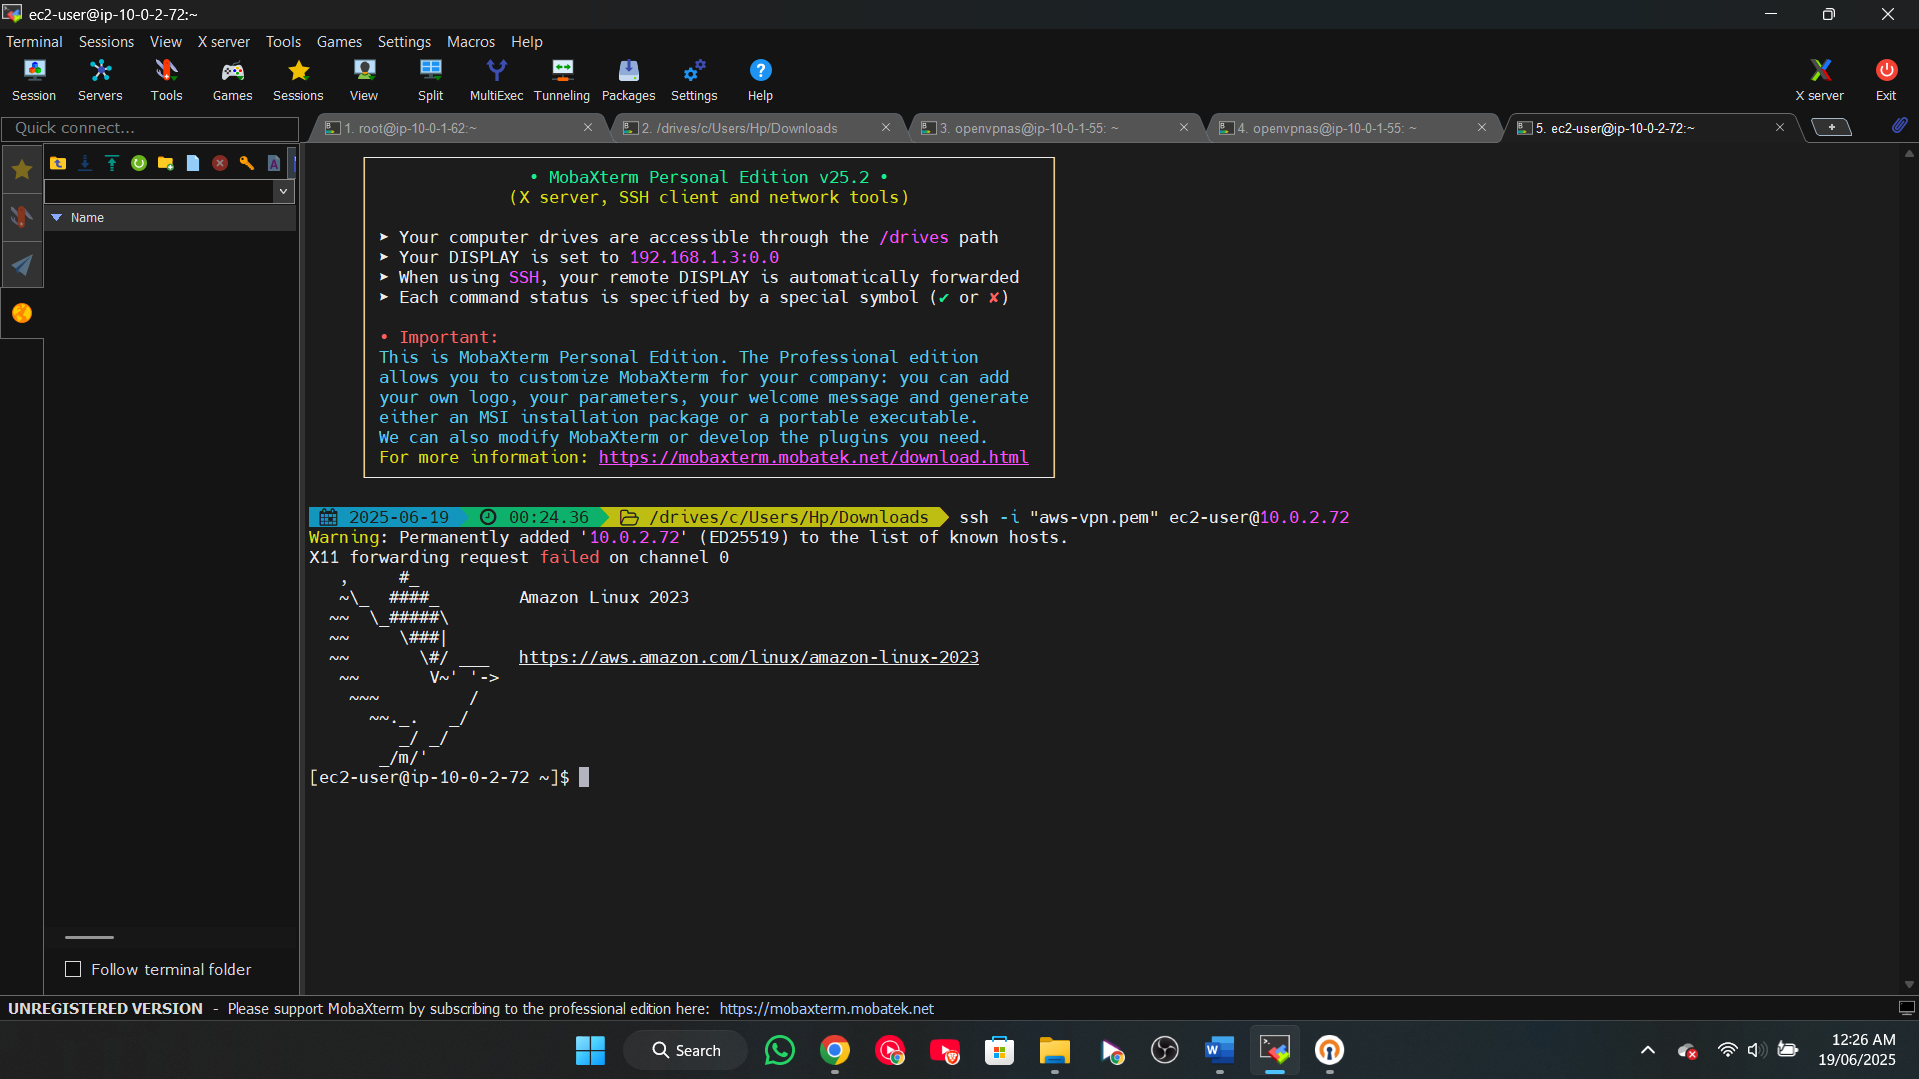 ec2-user@ip-10-0-2-72:~
Terminal Sessions View X server Tools Games Settings Macros Help
Session Servers Tools Games Sessions View Split MultiExec Tunneling Packages Settings Help X server Exit
Quick connect...
1. root@ip-10-0-1-62:~
2. /drives/c/Users/Hp/Downloads
3. openvpnas@ip-10-0-1-55: ~
4. openvpnas@ip-10-0-1-55: ~
5. ec2-user@ip-10-0-2-72:~
Name
• MobaXterm Personal Edition v25.2 •
(X server, SSH client and network tools)
➤ Your computer drives are accessible through the /drives path
➤ Your DISPLAY is set to 192.168.1.3:0.0
➤ When using SSH, your remote DISPLAY is automatically forwarded
➤ Each command status is specified by a special symbol (✔ or ✘)
• Important:
This is MobaXterm Personal Edition. The Professional edition
allows you to customize MobaXterm for your company: you can add
your own logo, your parameters, your welcome message and generate
either an MSI installation package or a portable executable.
We can also modify MobaXterm or develop the plugins you need.
For more information: https://mobaxterm.mobatek.net/download.html
2025-06-19 00:24.36 /drives/c/Users/Hp/Downloads ssh -i "aws-vpn.pem" ec2-user@10.0.2.72
Warning: Permanently added '10.0.2.72' (ED25519) to the list of known hosts.
X11 forwarding request failed on channel 0
   ,     #_
   ~\_  ####_        Amazon Linux 2023
  ~~  \_#####\
  ~~     \###|
  ~~       \#/ ___   https://aws.amazon.com/linux/amazon-linux-2023
   ~~       V~' '->
    ~~~         /
      ~~._.   _/
         _/ _/
       _/m/'
[ec2-user@ip-10-0-2-72 ~]$
Follow terminal folder
UNREGISTERED VERSION - Please support MobaXterm by subscribing to the professional edition here: https://mobaxterm.mobatek.net
Search
12:26 AM
19/06/2025